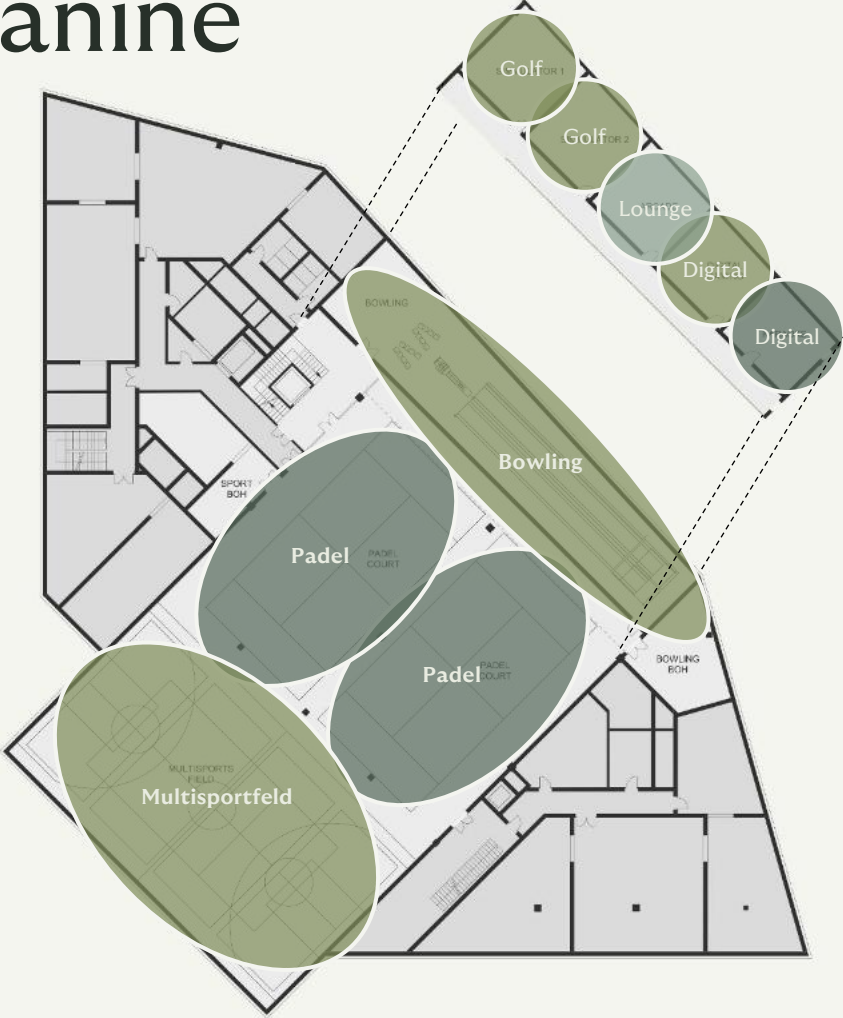 anine
Golf
Golf
Lounge
Digital
Digital
BOWLING
Bowling
SPORT
BOH
Padel
PADEL
COURT
Padel
PADEL
COURT
BOWLING
BOH
MULTISPORTS
FIELD
Multisportfeld